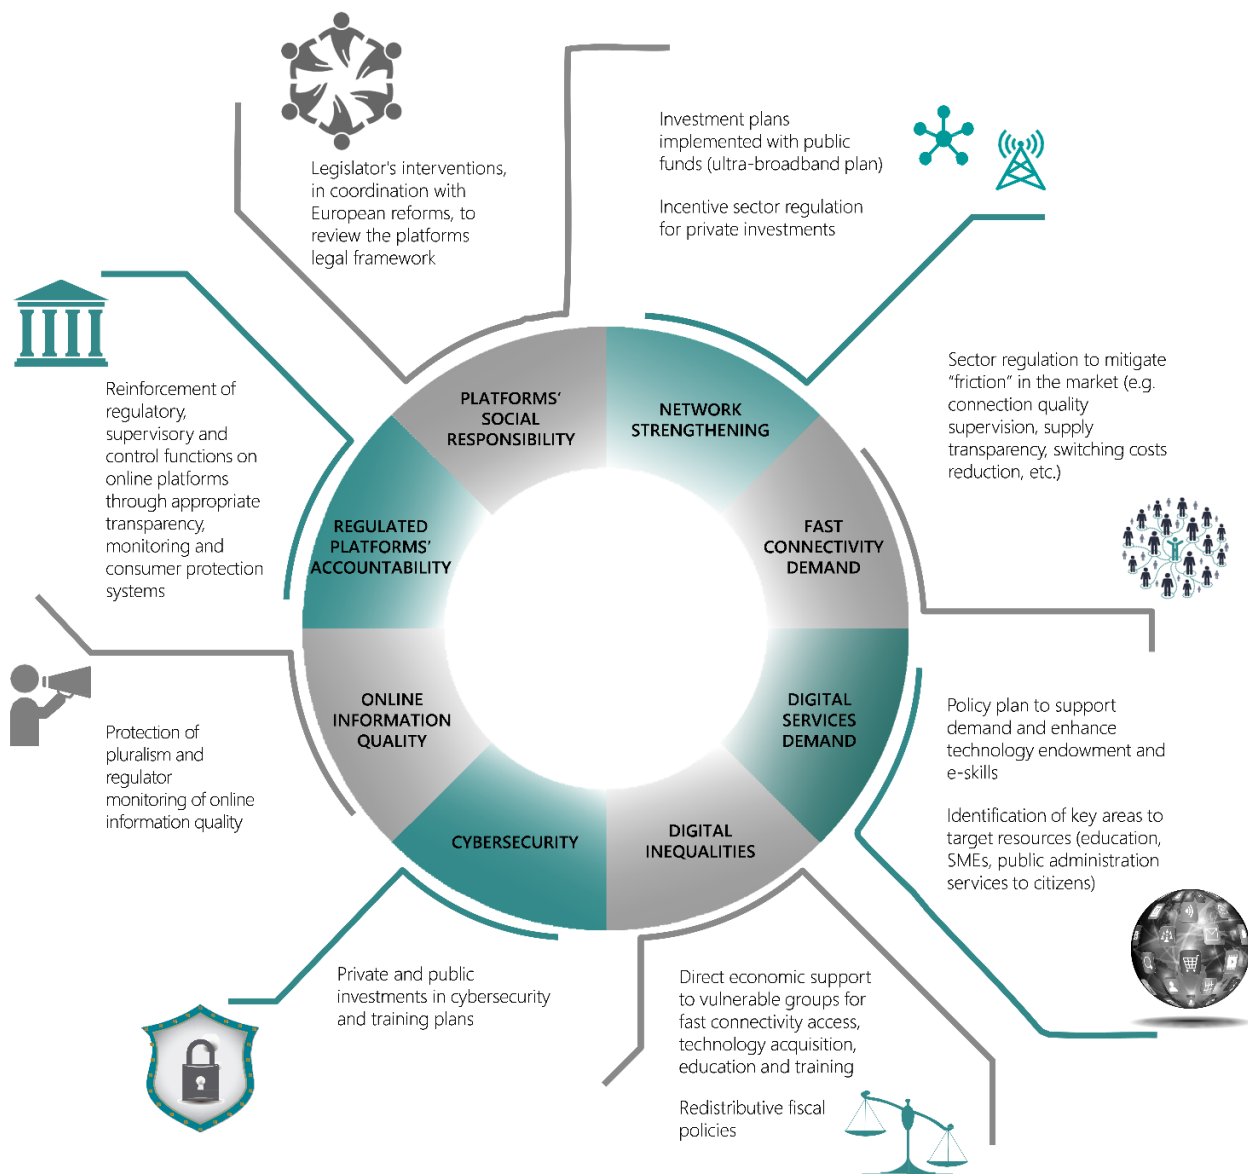 Legislator's interventions,
in coordination with
European reforms, to
review the platforms
legal framework
Investment plans
implemented with public
funds (ultra-broadband plan)
Incentive sector regulation
for private investments
Sector regulation to mitigate
“friction” in the market (e.g.
connection quality
supervision, supply
transparency, switching costs
reduction, etc.)
Reinforcement of
regulatory,
supervisory and
control functions on
online platforms
through appropriate
transparency,
monitoring and
consumer protection
systems
PLATFORMS’
SOCIAL
RESPONSIBILITY
NETWORK
STRENGTHENING
FAST
CONNECTIVITY
DEMAND
REGULATED
PLATFORMS’
ACCOUNTABILITY
ONLINE
INFORMATION
QUALITY
DIGITAL
SERVICES
DEMAND
CYBERSECURITY
DIGITAL
INEQUALITIES
Protection of
pluralism and
regulator
monitoring of online
information quality
Policy plan to support
demand and enhance
technology endowment and
e-skills
Identification of key areas to
target resources (education,
SMEs, public administration
services to citizens)
Private and public
investments in cybersecurity
and training plans
Direct economic support
to vulnerable groups for
fast connectivity access,
technology acquisition,
education and training
Redistributive fiscal
policies